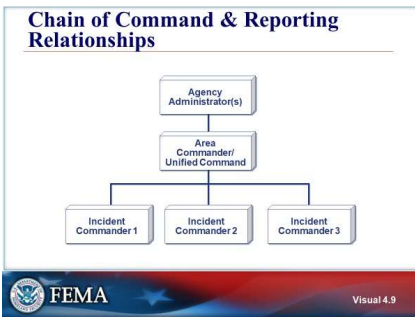 Chain of Command & Reporting
Relationships
Agency
Administrator(s)
Area
Commander/
Unified Command
Incident
Commander 1
Incident
Commander 2
Incident
Commander 3
FEMA
Visual 4.9